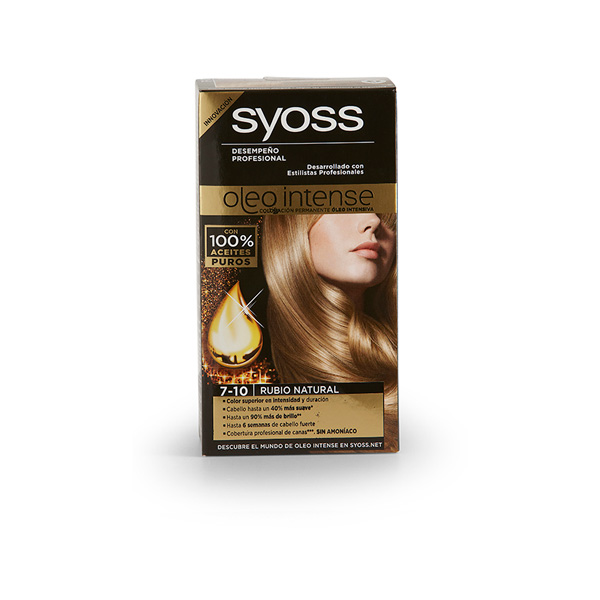 INNOVACIÓN
syoss
DESEMPEÑO
PROFESIONAL
Desarrollado con
Estilistas Profesionales
oleo intense
COLORACIÓN PERMANENTE ÓLEO INTENSIVA
CON
100%
ACEITES
PUROS
7-10 RUBIO NATURAL
• Color superior en intensidad y duración
• Cabello hasta un 40% más suave*
• Hasta un 90% más de brillo**
• Hasta 6 semanas de cabello fuerte
• Cobertura profesional de canas***. SIN AMONÍACO
DESCUBRE EL MUNDO DE OLEO INTENSE EN SYOSS.NET